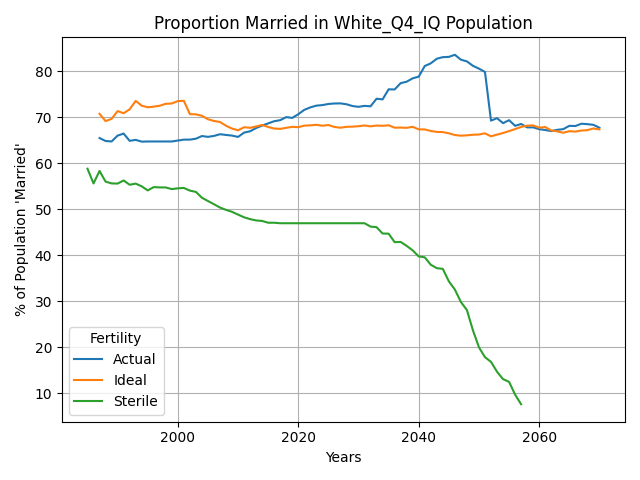 Proportion Married in White_Q4_IQ Population
% of Population 'Married'
80
70
60
50
40
30
20
10
Fertility
Actual
Ideal
Sterile
2000 2020 2040 2060
Years